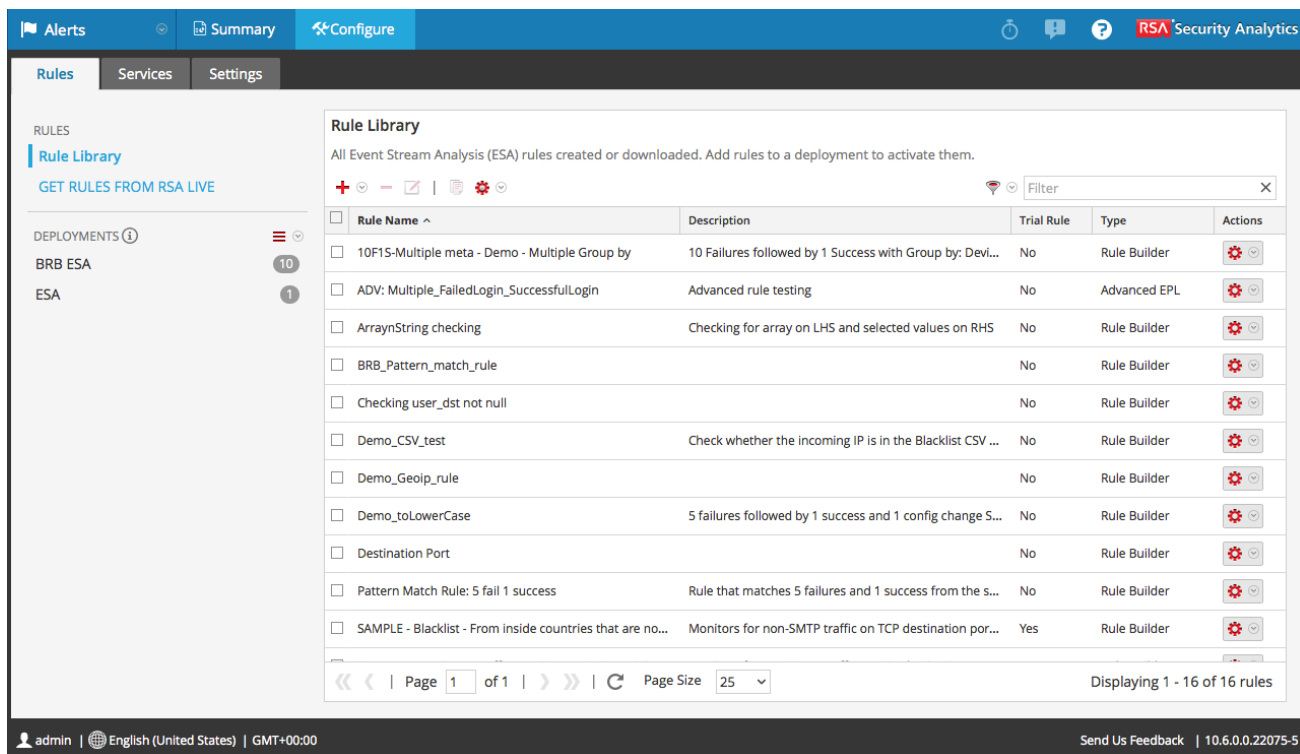 Alerts Summary Configure RSA Security Analytics
Rules Services Settings
RULES
Rule Library
GET RULES FROM RSA LIVE
DEPLOYMENTS
BRB ESA 10
ESA 1
Rule Library
All Event Stream Analysis (ESA) rules created or downloaded. Add rules to a deployment to activate them.
Filter
Rule Name Description Trial Rule Type Actions
10F1S-Multiple meta - Demo - Multiple Group by 10 Failures followed by 1 Success with Group by: Devi... No Rule Builder
ADV: Multiple_FailedLogin_SuccessfulLogin Advanced rule testing No Advanced EPL
ArraynString checking Checking for array on LHS and selected values on RHS No Rule Builder
BRB_Pattern_match_rule No Rule Builder
Checking user_dst not null No Rule Builder
Demo_CSV_test Check whether the incoming IP is in the Blacklist CSV ... No Rule Builder
Demo_Geoip_rule No Rule Builder
Demo_toLowerCase 5 failures followed by 1 success and 1 config change S... No Rule Builder
Destination Port No Rule Builder
Pattern Match Rule: 5 fail 1 success Rule that matches 5 failures and 1 success from the s... No Rule Builder
SAMPLE - Blacklist - From inside countries that are no... Monitors for non-SMTP traffic on TCP destination por... Yes Rule Builder
| Page 1 of 1 | | Page Size 25 Displaying 1 - 16 of 16 rules
admin | English (United States) | GMT+00:00 Send Us Feedback | 10.6.0.0.22075-5